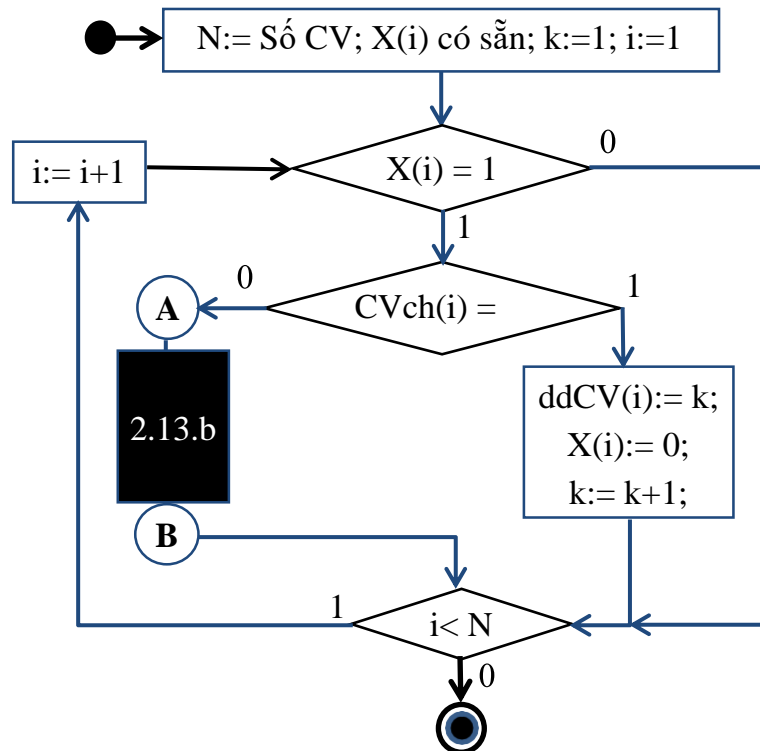 N:= Số CV; X(i) có sẵn; k:=1; i:=1
0
i:= i+1
X(i) = 1
1
0
1
A
CVch(i) =
2.13.b
ddCV(i):= k;
X(i):= 0;
k:= k+1;
B
1
i< N
0